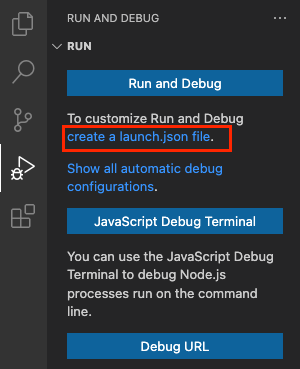 RUN AND DEBUG
RUN
Run and Debug
To customize Run and Debug
create a launch.json file.
Show all automatic debug
configurations.
JavaScript Debug Terminal
You can use the JavaScript Debug
Terminal to debug Node.js
processes run on the command
line.
Debug URL